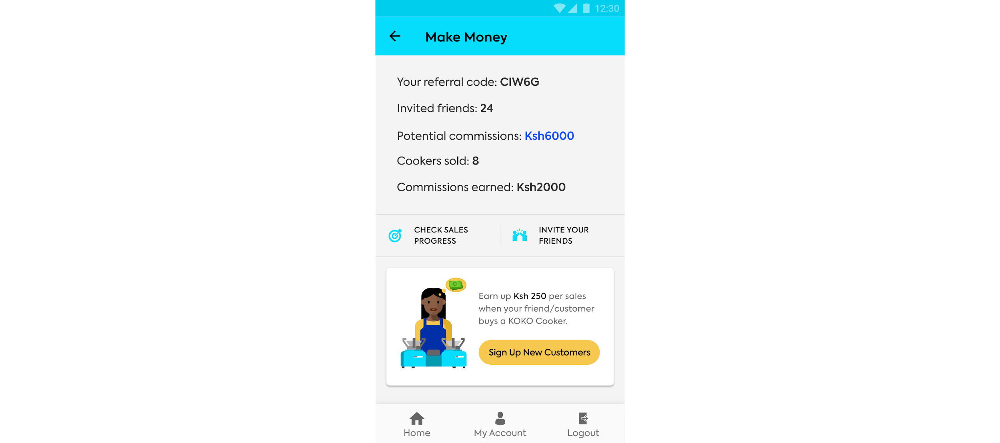 12:30
Make Money
Your referral code: CIW6G
Invited friends: 24
Potential commissions: Ksh6000
Cookers sold: 8
Commissions earned: Ksh2000
CHECK SALES
PROGRESS
INVITE YOUR
FRIENDS
Earn up Ksh 250 per sales
when your friend/customer
buys a KOKO Cooker.
Sign Up New Customers
Home
My Account
Logout